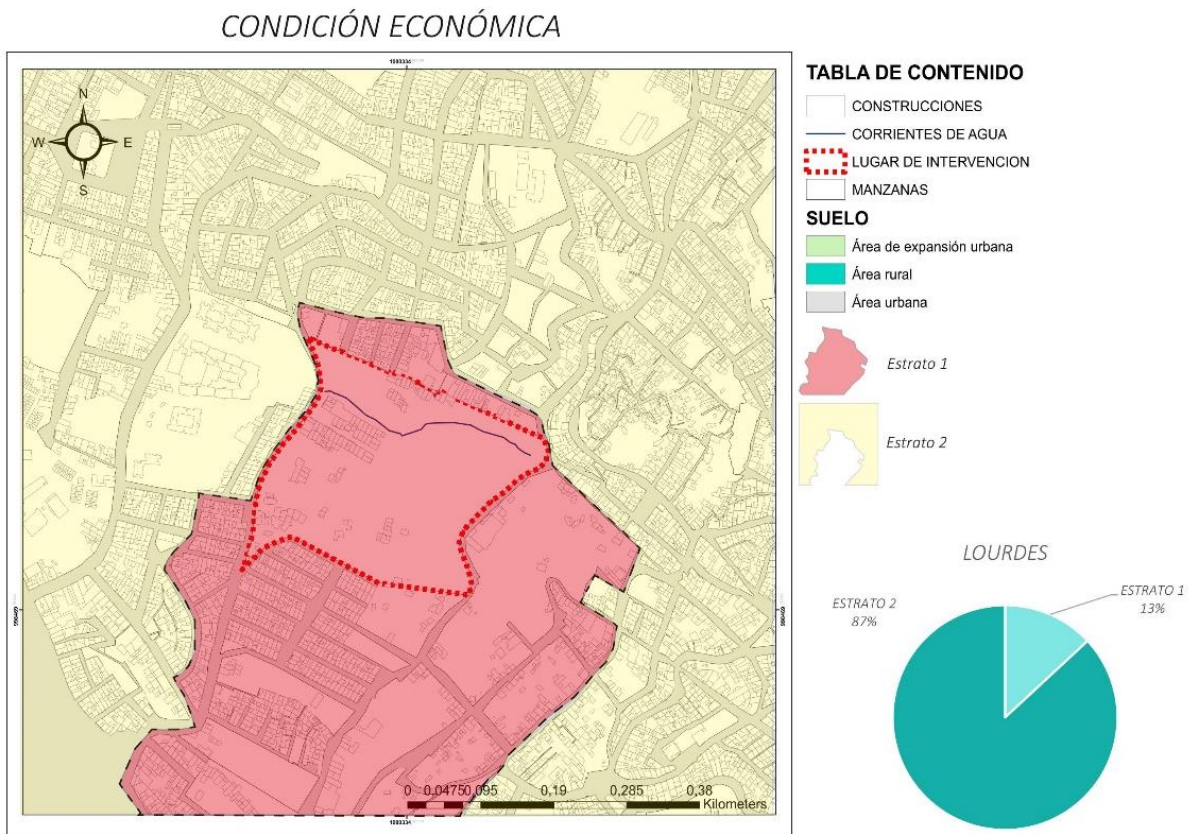 CONDICIÓN ECONÓMICA
N
W E
S
TABLA DE CONTENIDO
CONSTRUCCIONES
CORRIENTES DE AGUA
LUGAR DE INTERVENCION
MANZANAS
SUELO
Área de expansión urbana
Área rural
Área urbana
Estrato 1
Estrato 2
LOURDES
ESTRATO 2
87%
ESTRATO 1
13%
0 0,0475 0,095 0,19 0,285 0,38
Kilometers